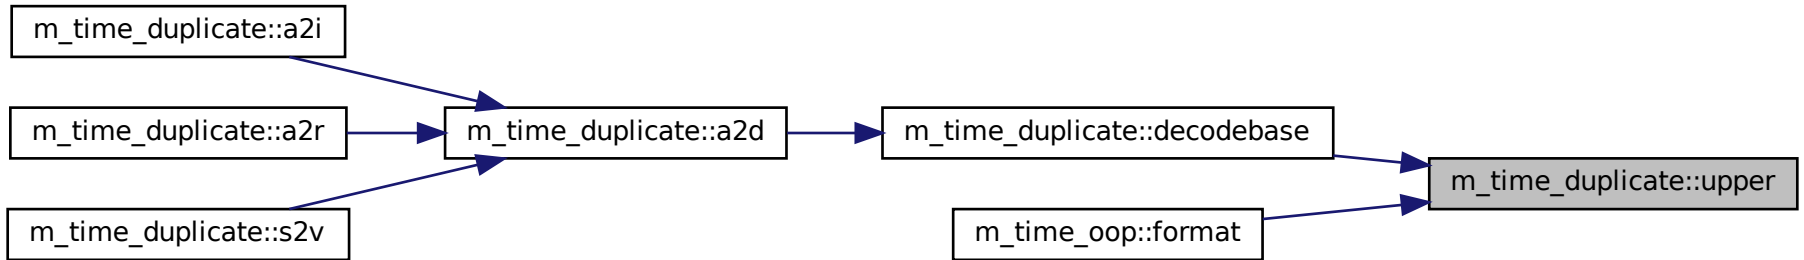 m_time_duplicate::a2i
m_time_duplicate::a2r
m_time_duplicate::a2d
m_time_duplicate::decodebase
m_time_duplicate::upper
m_time_duplicate::s2v
m_time_oop::format